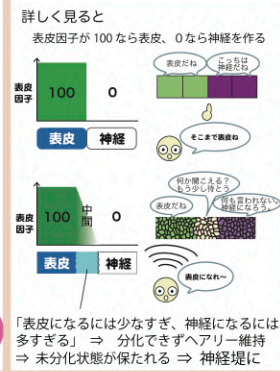 詳しく見ると
表皮因子が 100 なら表皮、0 なら神経を作る
表皮だね
こっちは
神経だね
表皮
因子
100
0
表皮
神経
そこまで表皮ね
何か聞こえる？
もう少し待とう
表皮だね
何も言われない、
神経になろう
表皮
因子
100
中
間
0
表皮
神経
表皮になれ～
「表皮になるには少なすぎ、神経になるには
多すぎる」 ⇒ 分化できずヘアリー維持
⇒ 未分化状態が保たれる ⇒ 神経堤に